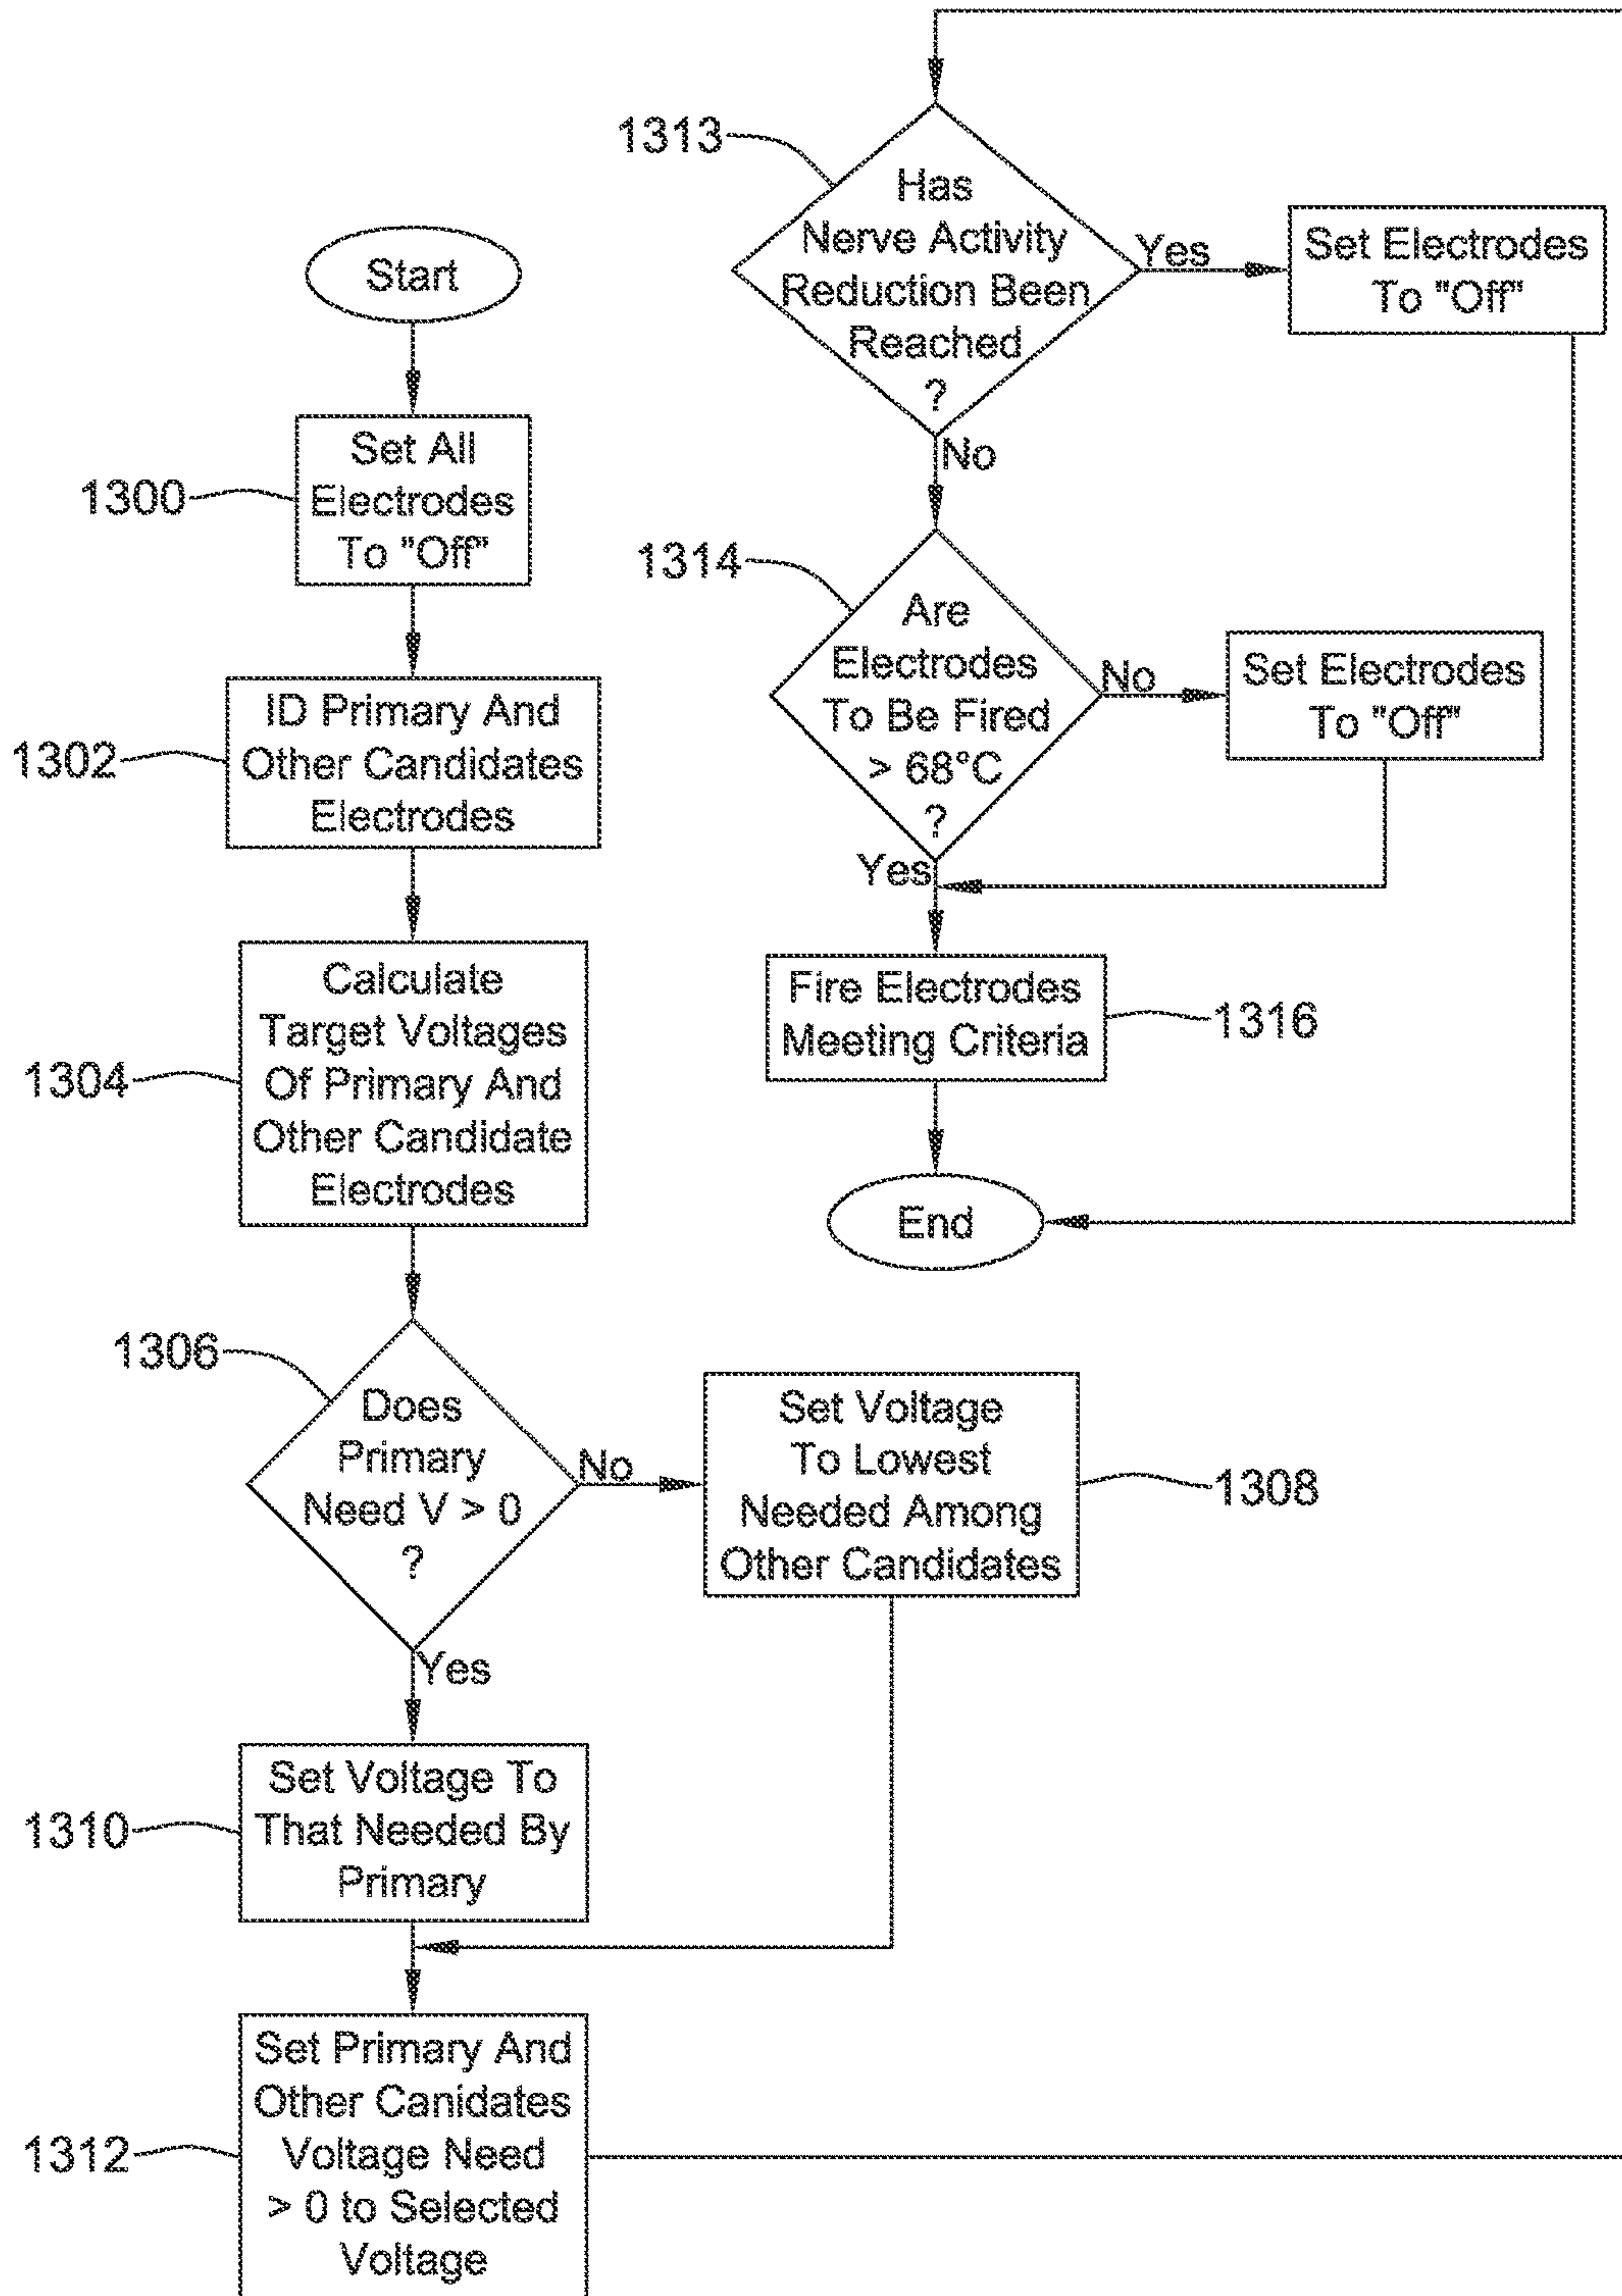 Start
1300
Set All
Electrodes
To "Off"
1302
ID Primary And
Other Candidates
Electrodes
1304
Calculate
Target Voltages
Of Primary And
Other Candidate
Electrodes
1306
Does
Primary
Need V > 0
?
No
Yes
Set Voltage
To Lowest
Needed Among
Other Candidates
1308
1310
Set Voltage To
That Needed By
Primary
1312
Set Primary And
Other Canidates
Voltage Need
> 0 to Selected
Voltage
1313
Has
Nerve Activity
Reduction Been
Reached
?
Yes
No
Set Electrodes
To "Off"
1314
Are
Electrodes
To Be Fired
> 68°C
?
No
Yes
Set Electrodes
To "Off"
Fire Electrodes
Meeting Criteria
1316
End